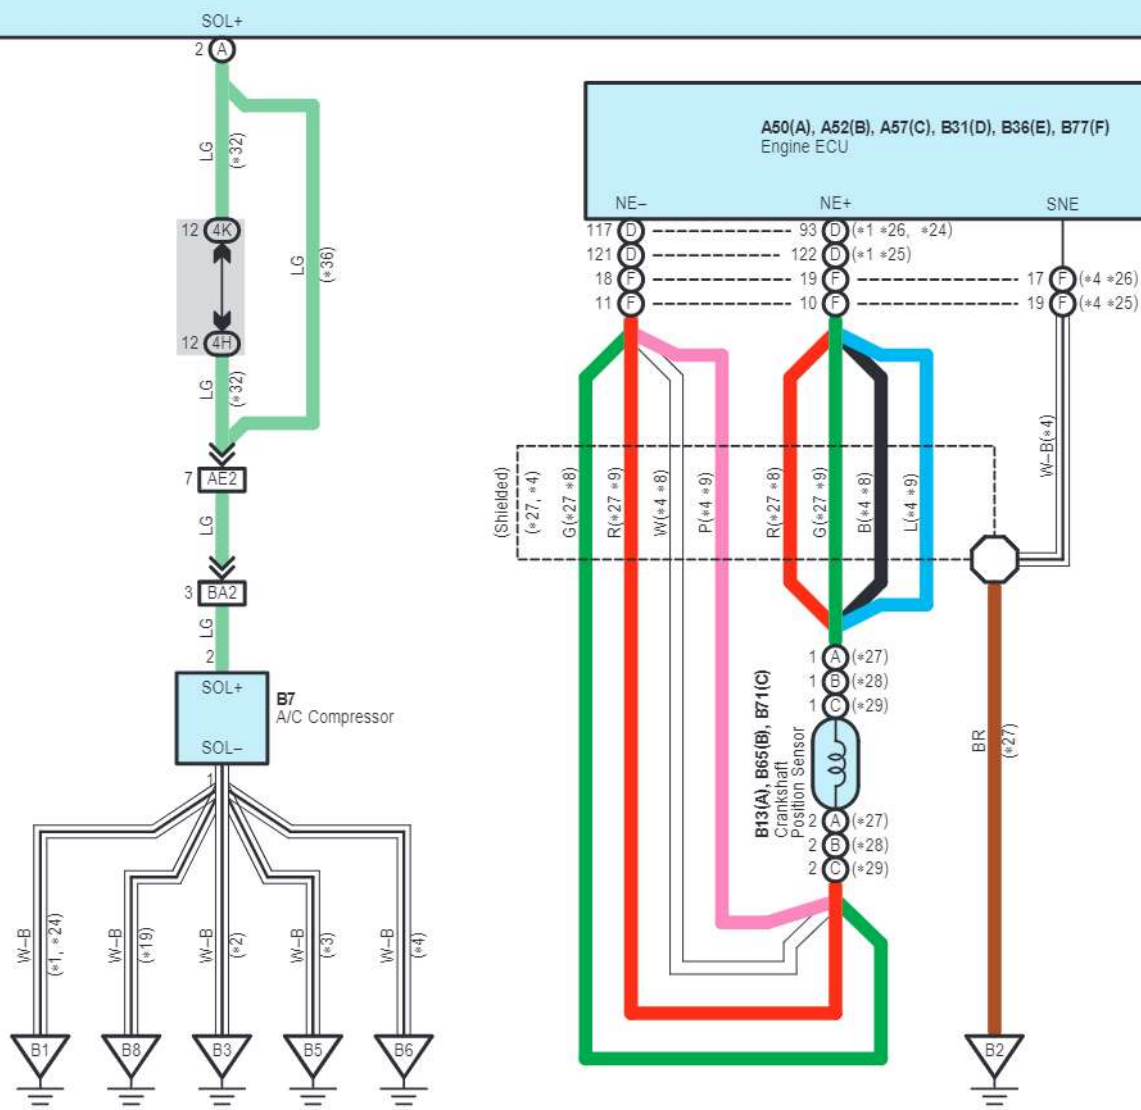 SOL+
2 A
LG
(*32)
12 4K
LG
(*36)
12 4H
LG
(*32)
7 AE2
LG
3 BA2
LG
2
SOL+
B7
A/C Compressor
SOL–
1
W–B
(*1, *24)
W–B
(*19)
W–B
(*2)
W–B
(*3)
W–B
(*4)
B1
B8
B3
B5
B6
A50(A), A52(B), A57(C), B31(D), B36(E), B77(F)
Engine ECU
NE–
NE+
SNE
117 D
93 D (*1 *26, *24)
121 D
122 D (*1 *25)
18 F
19 F
17 F (*4 *26)
11 F
10 F
19 F (*4 *25)
(Shielded)
(*27, *4)
G(*27 *8)
R(*27 *9)
W(*4 *8)
P(*4 *9)
R(*27 *8)
G(*27 *9)
B(*4 *8)
L(*4 *9)
W–B(*4)
1 A (*27)
1 B (*28)
1 C (*29)
B13(A), B65(B), B71(C)
Crankshaft
Position Sensor
2 A (*27)
2 B (*28)
2 C (*29)
BR
(*27)
B2